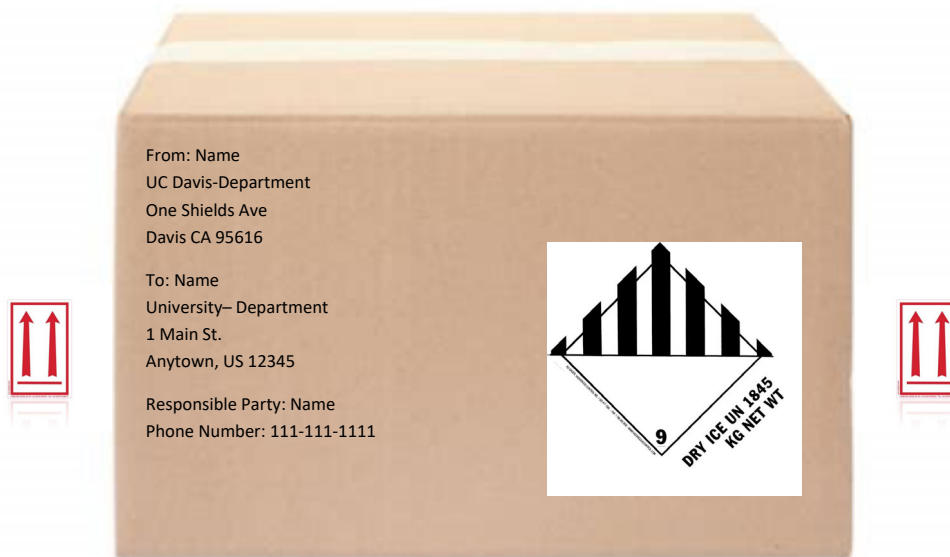 From: Name
UC Davis-Department
One Shields Ave
Davis CA 95616
To: Name
University– Department
1 Main St.
Anytown, US 12345
Responsible Party: Name
Phone Number: 111-111-1111
9
DRY ICE UN 1845
KG NET WT